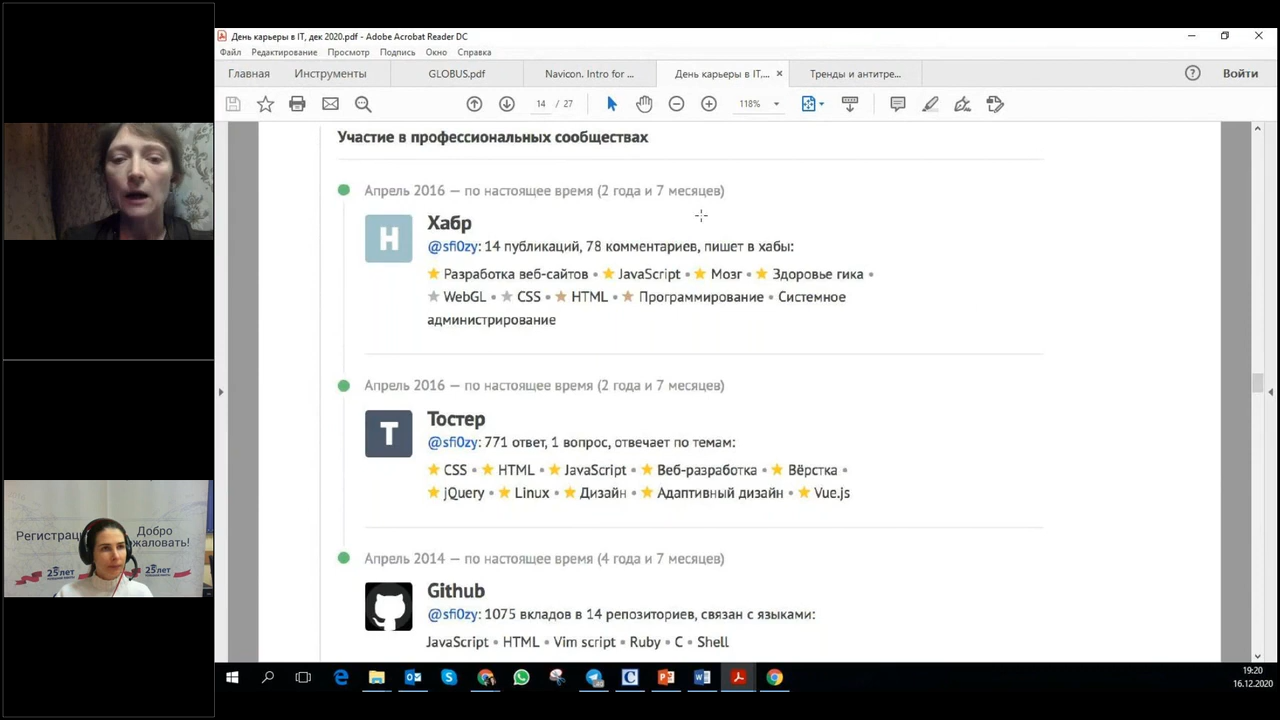 День карьеры в IT, дек 2020.pdf - Adobe Acrobat Reader DC
Файл Редактирование Просмотр Подпись Окно Справка
Главная Инструменты GLOBUS.pdf Navicon. Intro for ... День карьеры в IT,... × Тренды и антитре... Войти
14 / 27 118%
Участие в профессиональных сообществах
Апрель 2016 — по настоящее время (2 года и 7 месяцев)
H
Хабр
@sfi0zy: 14 публикаций, 78 комментариев, пишет в хабы:
Разработка веб-сайтов • JavaScript • Мозг • Здоровье гика •
WebGL • CSS • HTML • Программирование • Системное
администрирование
Апрель 2016 — по настоящее время (2 года и 7 месяцев)
T
Тостер
@sfi0zy: 771 ответ, 1 вопрос, отвечает по темам:
CSS • HTML • JavaScript • Веб-разработка • Вёрстка •
jQuery • Linux • Дизайн • Адаптивный дизайн • Vue.js
Апрель 2014 — по настоящее время (4 года и 7 месяцев)
Github
@sfi0zy: 1075 вкладов в 14 репозиториев, связан с языками:
JavaScript • HTML • Vim script • Ruby • C • Shell
19:20
16.12.2020
Добро
25 лет
25 лет